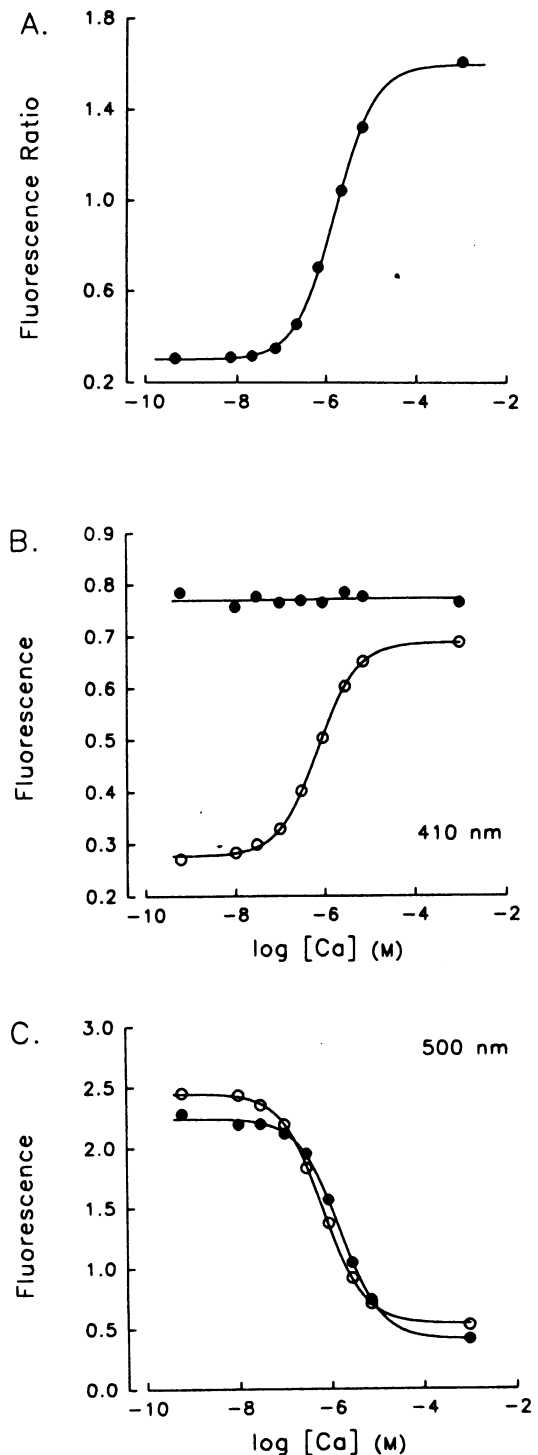 A.
Fluorescence Ratio
1.8
1.4
1.0
0.6
0.2
-10 -8 -6 -4 -2
B.
Fluorescence
0.9
0.8
0.7
0.6
0.5
0.4
0.3
0.2
410 nm
-10 -8 -6 -4 -2
log [Ca] (M)
C.
Fluorescence
3.0
2.5
2.0
1.5
1.0
0.5
0.0
500 nm
-10 -8 -6 -4 -2
log [Ca] (M)